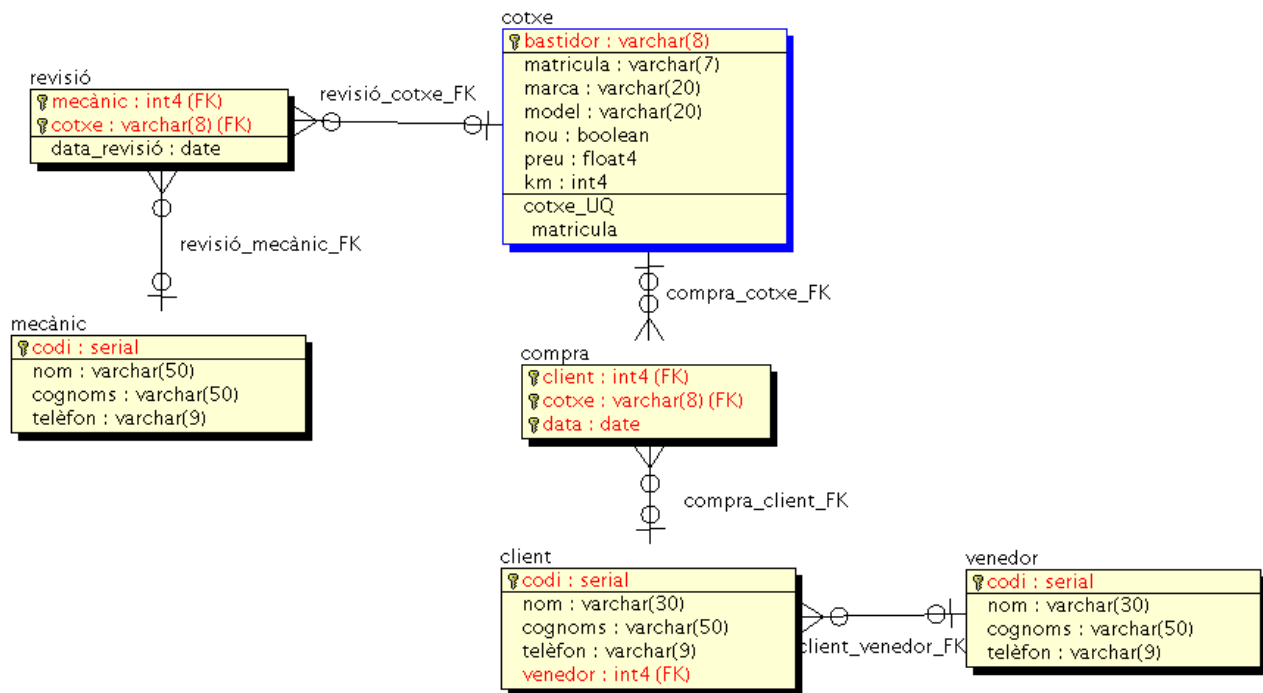 cotxe
bastidor : varchar(8)
matricula : varchar(7)
marca : varchar(20)
model : varchar(20)
nou : boolean
preu : float4
km : int4
cotxe_UQ
matricula
revisió
mecànic : int4 (FK)
cotxe : varchar(8) (FK)
data_revisió : date
revisió_cotxe_FK
revisió_mecànic_FK
compra_cotxe_FK
mecànic
codi : serial
nom : varchar(50)
cognoms : varchar(50)
telèfon : varchar(9)
compra
client : int4 (FK)
cotxe : varchar(8) (FK)
data : date
compra_client_FK
client
codi : serial
nom : varchar(30)
cognoms : varchar(50)
telèfon : varchar(9)
venedor : int4 (FK)
client_venedor_FK
venedor
codi : serial
nom : varchar(30)
cognoms : varchar(50)
telèfon : varchar(9)